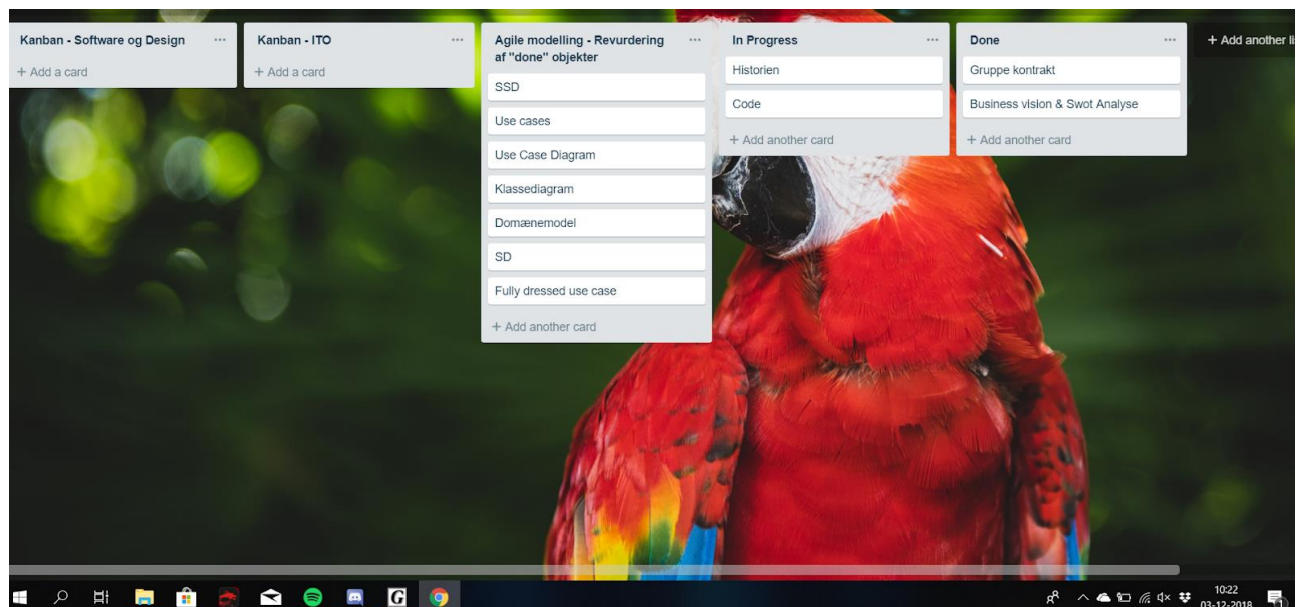 Kanban - Software og Design
+ Add a card
Kanban - ITO
+ Add a card
Agile modelling - Revurdering
af "done" objekter
SSD
Use cases
Use Case Diagram
Klassediagram
Domænemodel
SD
Fully dressed use case
+ Add another card
In Progress
Historien
Code
+ Add another card
Done
Gruppe kontrakt
Business vision & Swot Analyse
+ Add another card
+ Add another
G
10:22
03-12-2018
1